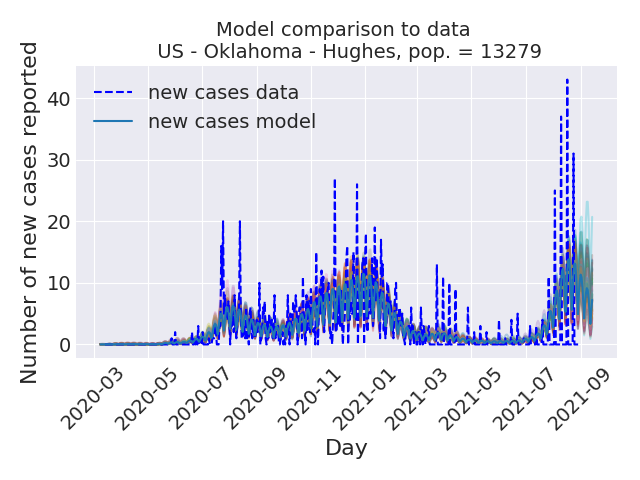 Model comparison to data
US - Oklahoma - Hughes, pop. = 13279
Number of new cases reported
40
30
20
10
0
new cases data
new cases model
2020-03
2020-05
2020-07
2020-09
2020-11
2021-01
2021-03
2021-05
2021-07
2021-09
Day